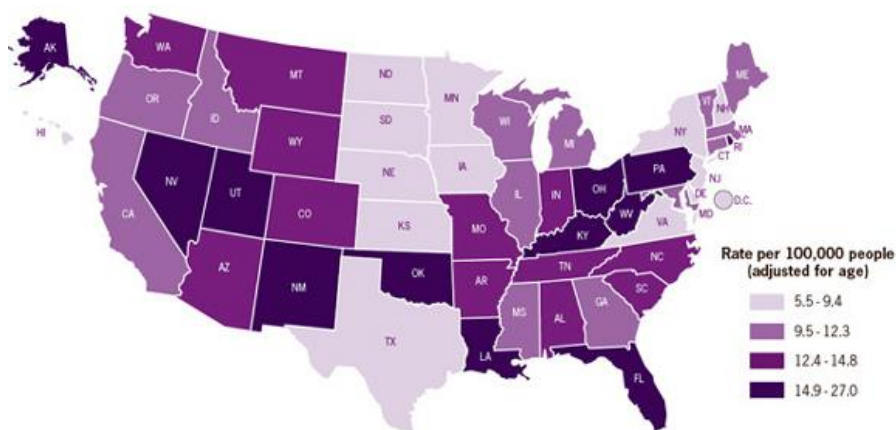 AK
WA
MT
ND
MN
ME
OR
ID
SD
WI
MI
VT
NH
NY
MA
RI
CT
HI
WY
NE
IA
PA
NJ
NV
UT
CO
KS
MO
IL
IN
OH
WV
DE
MD
D.C.
VA
CA
AZ
NM
OK
AR
KY
TN
NC
SC
TX
LA
MS
AL
GA
FL
Rate per 100,000 people
(adjusted for age)
5.5 - 9.4
9.5 - 12.3
12.4 - 14.8
14.9 - 27.0